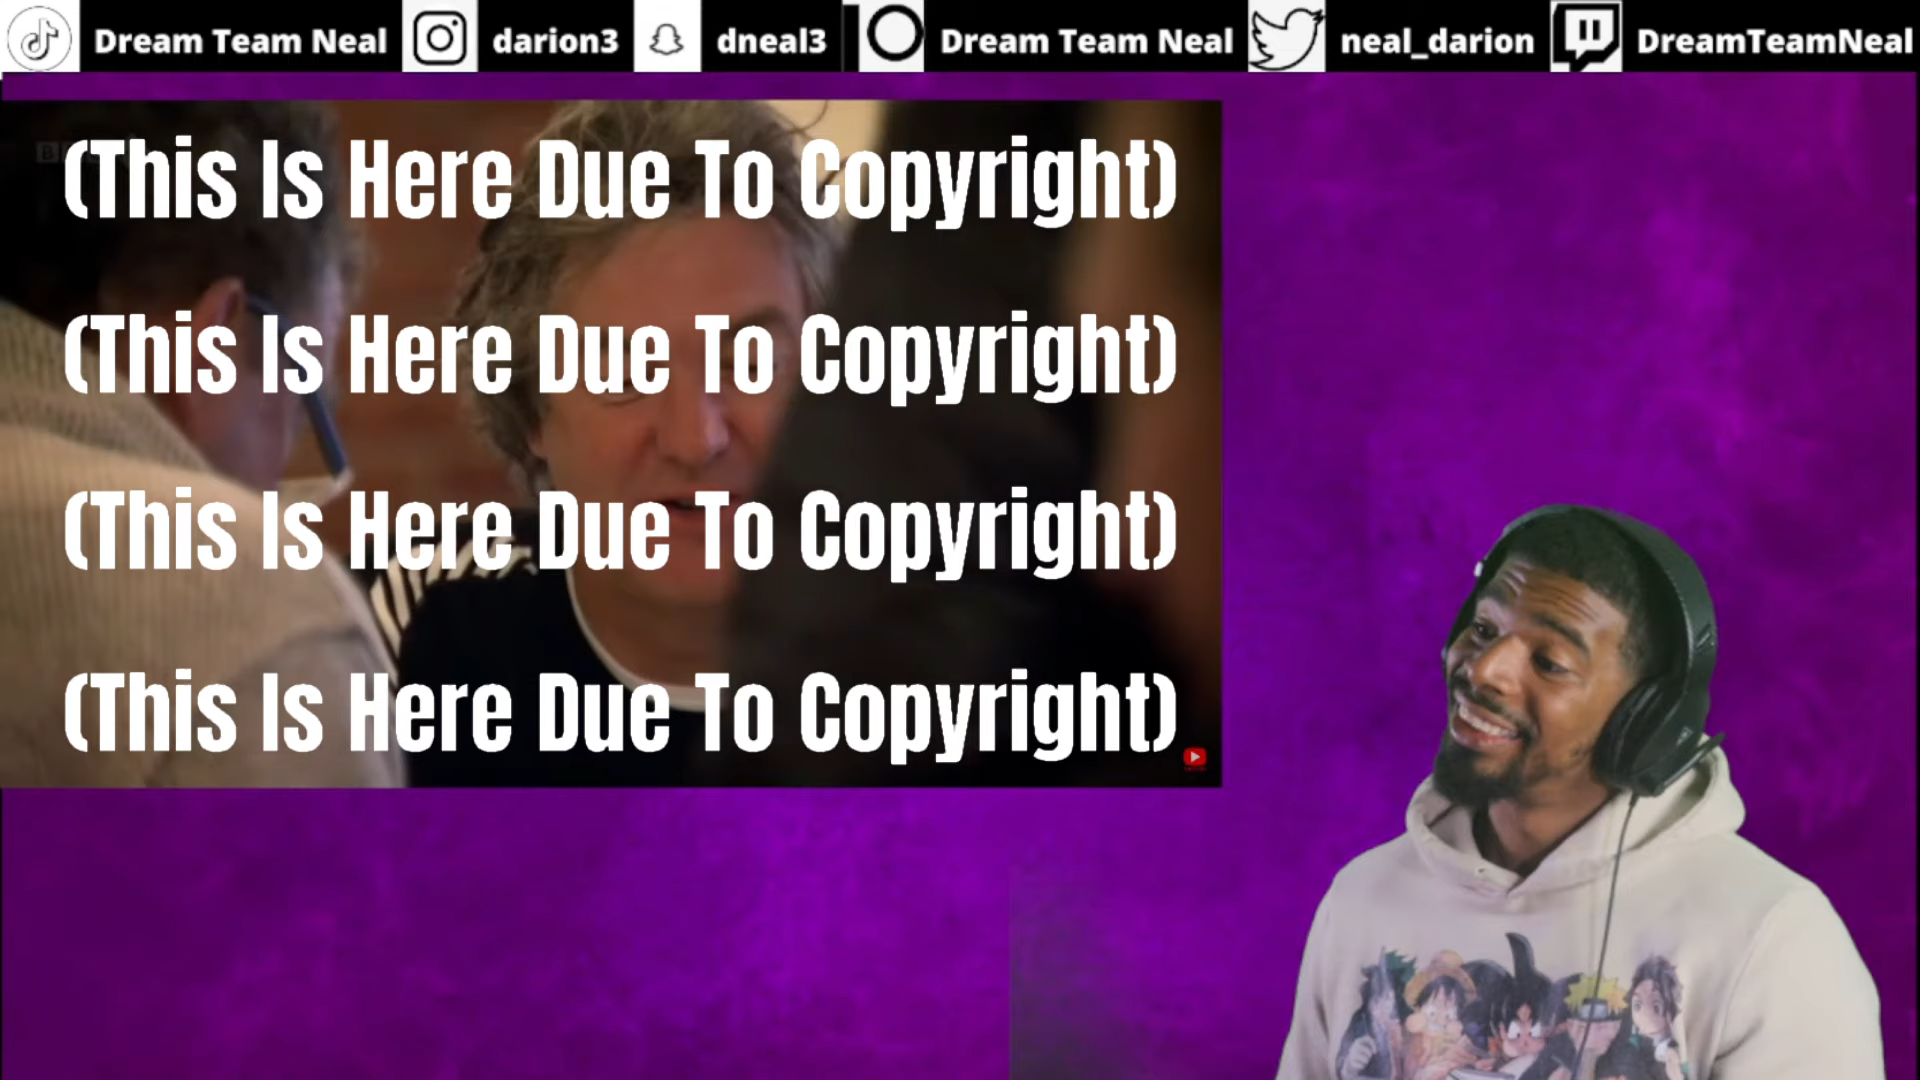 Dream Team Neal darion3 dneal3 Dream Team Neal neal_darion DreamTeamNeal
(This Is Here Due To Copyright)
(This Is Here Due To Copyright)
(This Is Here Due To Copyright)
(This Is Here Due To Copyright)